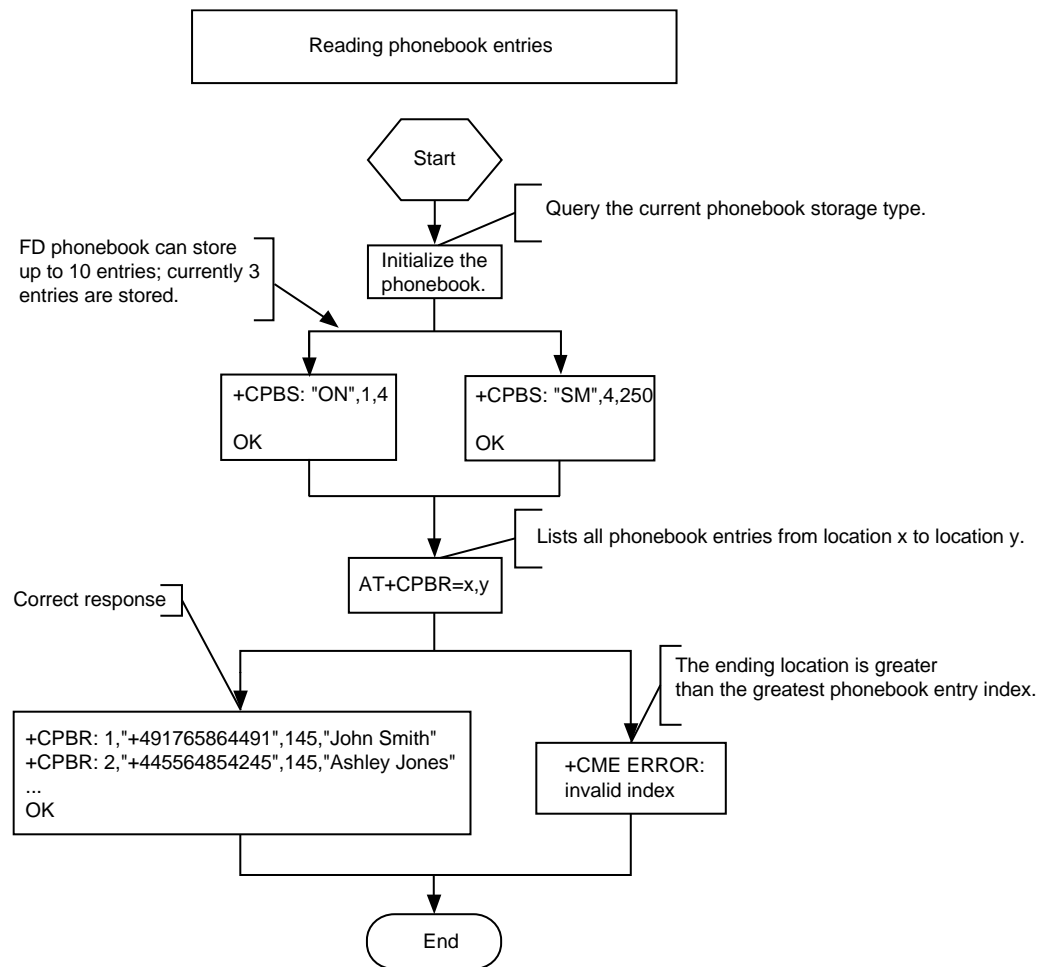 Reading phonebook entries
Start
Query the current phonebook storage type.
FD phonebook can store
up to 10 entries; currently 3
entries are stored.
Initialize the
phonebook.
+CPBS: "ON",1,4
OK
+CPBS: "SM",4,250
OK
Lists all phonebook entries from location x to location y.
AT+CPBR=x,y
Correct response
The ending location is greater
than the greatest phonebook entry index.
+CPBR: 1,"+491765864491",145,"John Smith"
+CPBR: 2,"+445564854245",145,"Ashley Jones"
...
OK
+CME ERROR:
invalid index
End